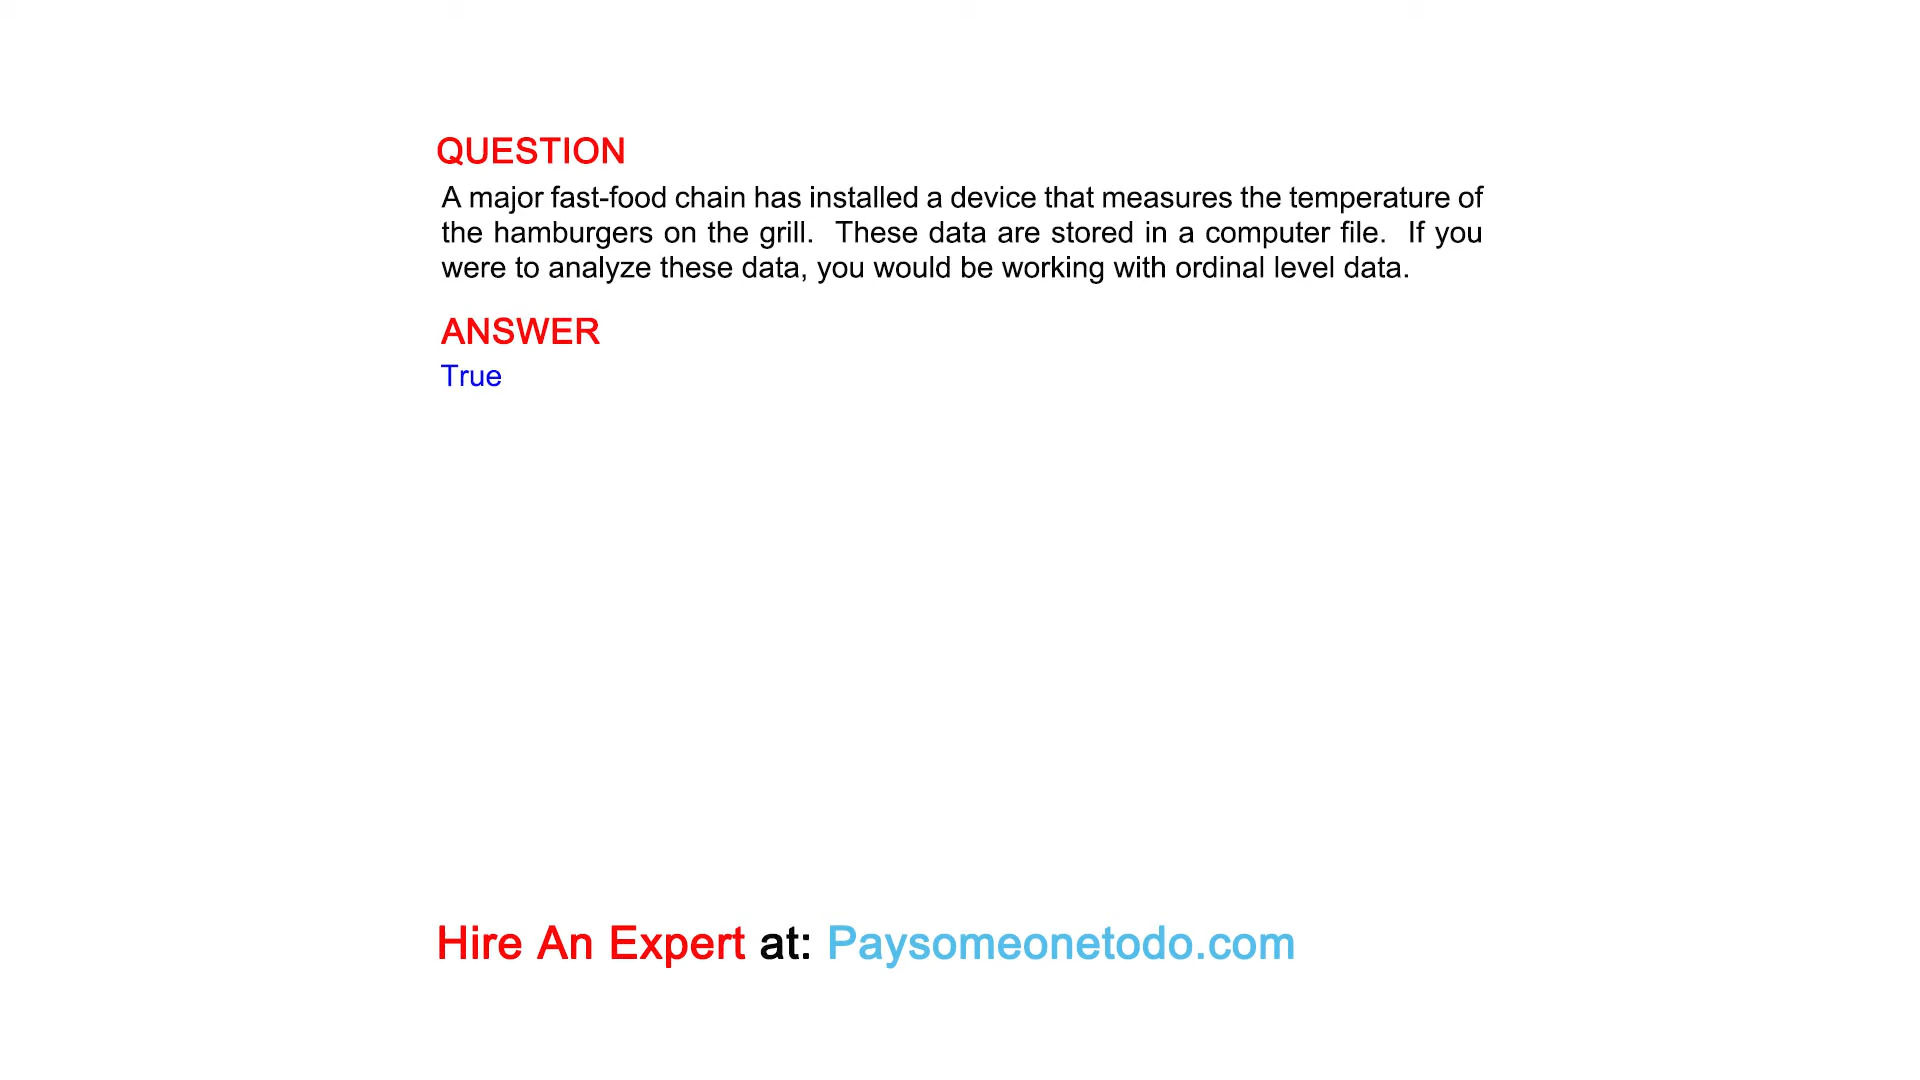 QUESTION
A major fast-food chain has installed a device that measures the temperature of
the hamburgers on the grill.  These data are stored in a computer file.  If you
were to analyze these data, you would be working with ordinal level data.
ANSWER
True
Hire An Expert at: Paysomeonetodo.com